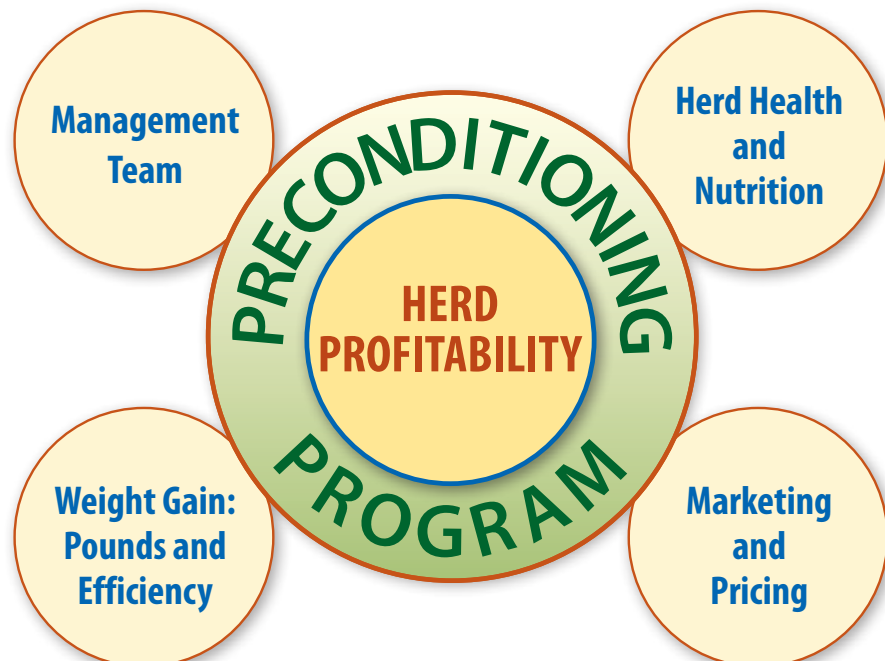 Management
Team
Herd Health
and
Nutrition
PRECONDITIONING
HERD
PROFITABILITY
PROGRAM
Weight Gain:
Pounds and
Efficiency
Marketing
and
Pricing